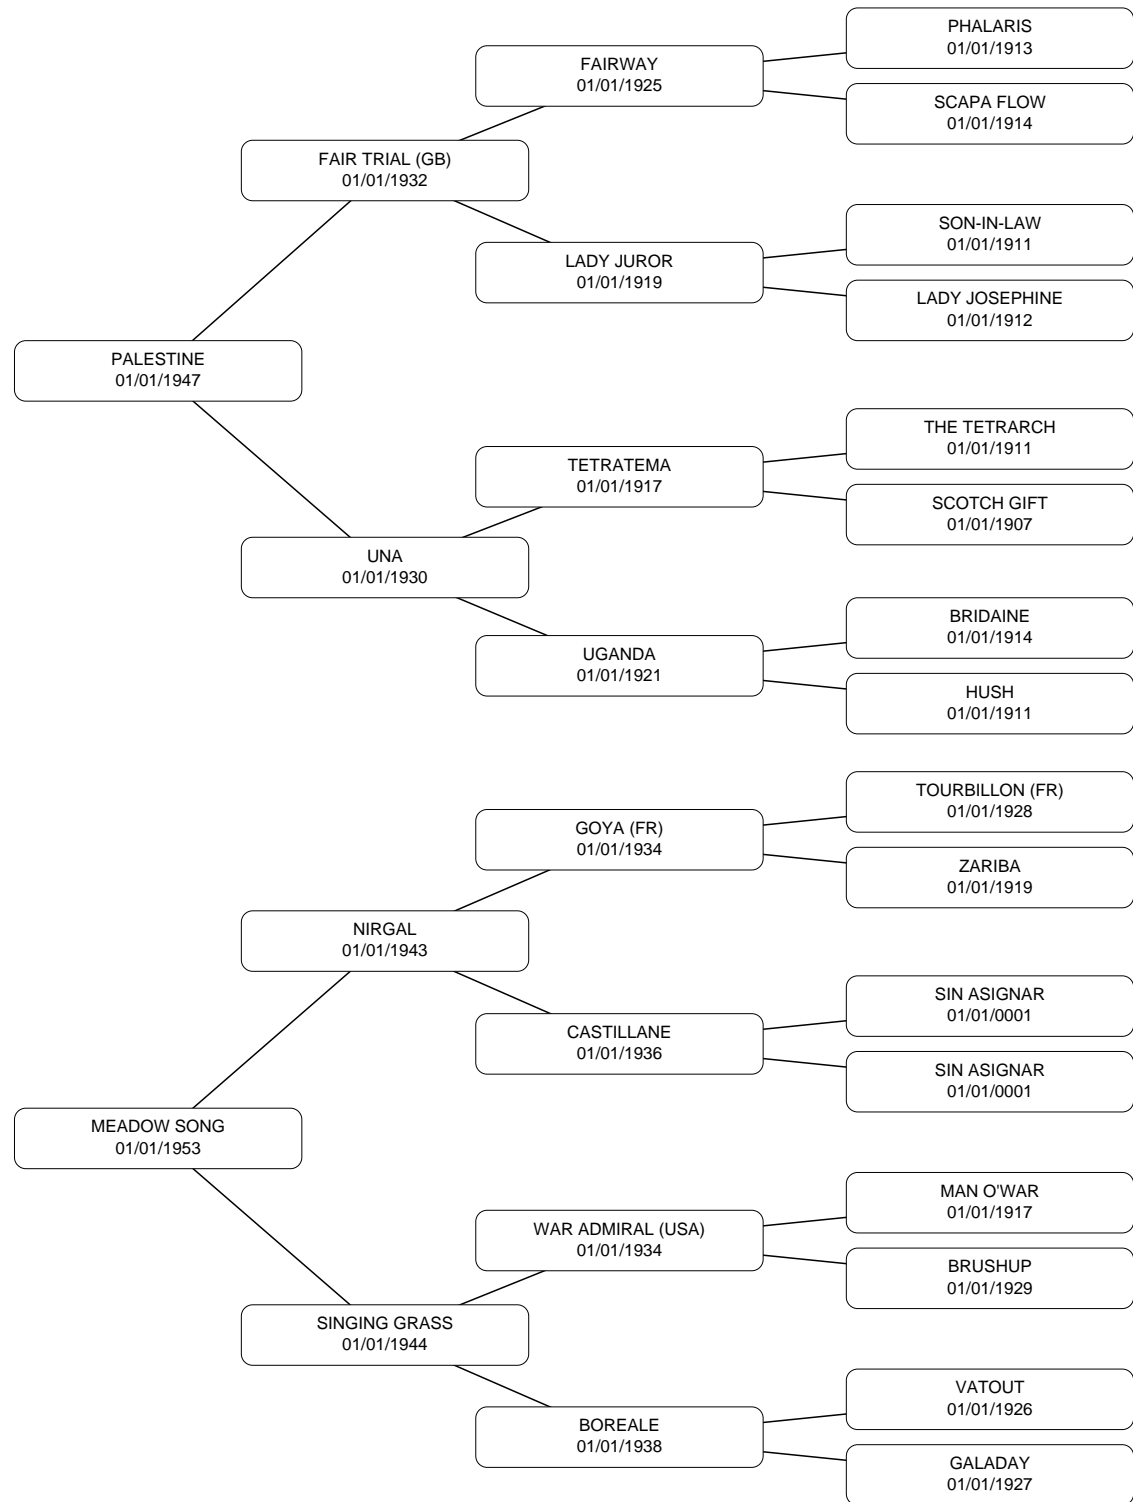 PHALARIS
01/01/1913
FAIRWAY
01/01/1925
SCAPA FLOW
01/01/1914
FAIR TRIAL (GB)
01/01/1932
SON-IN-LAW
01/01/1911
LADY JUROR
01/01/1919
LADY JOSEPHINE
01/01/1912
PALESTINE
01/01/1947
THE TETRARCH
01/01/1911
TETRATEMA
01/01/1917
SCOTCH GIFT
01/01/1907
UNA
01/01/1930
BRIDAINE
01/01/1914
UGANDA
01/01/1921
HUSH
01/01/1911
TOURBILLON (FR)
01/01/1928
GOYA (FR)
01/01/1934
ZARIBA
01/01/1919
NIRGAL
01/01/1943
SIN ASIGNAR
01/01/0001
CASTILLANE
01/01/1936
SIN ASIGNAR
01/01/0001
MEADOW SONG
01/01/1953
MAN O'WAR
01/01/1917
WAR ADMIRAL (USA)
01/01/1934
BRUSHUP
01/01/1929
SINGING GRASS
01/01/1944
VATOUT
01/01/1926
BOREALE
01/01/1938
GALADAY
01/01/1927